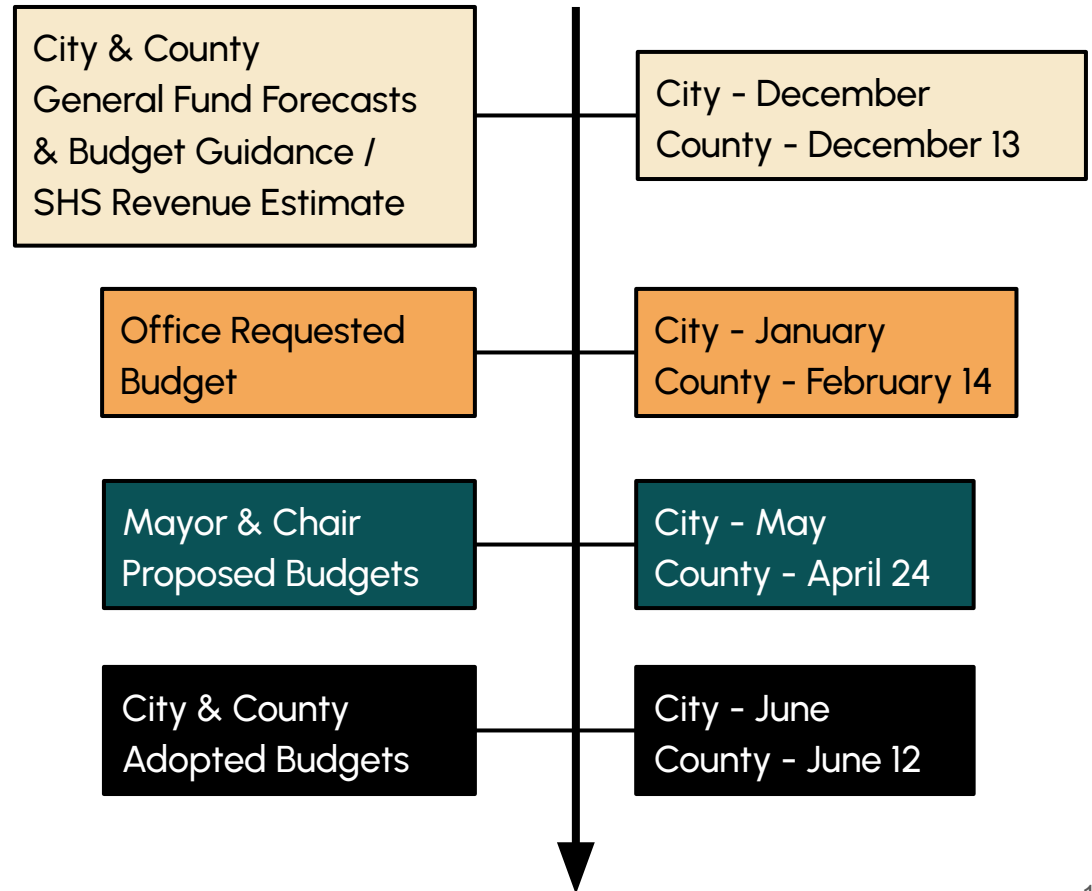 City & County
General Fund Forecasts
& Budget Guidance /
SHS Revenue Estimate
City - December
County - December 13
Office Requested
Budget
City - January
County - February 14
Mayor & Chair
Proposed Budgets
City - May
County - April 24
City & County
Adopted Budgets
City - June
County - June 12